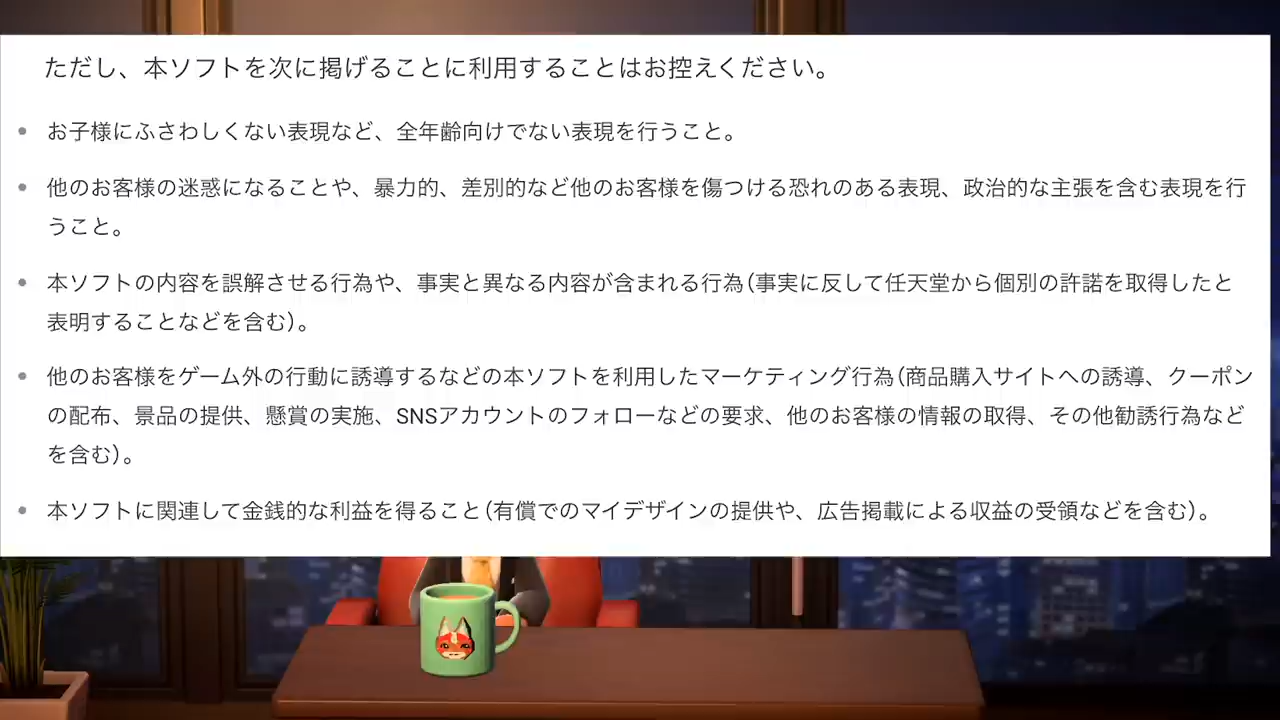 ただし、本ソフトを次に掲げることに利用することはお控えください。
お子様にふさわしくない表現など、全年齢向けでない表現を行うこと。
他のお客様の迷惑になることや、暴力的、差別的など他のお客様を傷つける恐れのある表現、政治的な主張を含む表現を行
うこと。
本ソフトの内容を誤解させる行為や、事実と異なる内容が含まれる行為(事実に反して任天堂から個別の許諾を取得したと
表明することなどを含む)。
他のお客様をゲーム外の行動に誘導するなどの本ソフトを利用したマーケティング行為(商品購入サイトへの誘導、クーポン
の配布、景品の提供、懸賞の実施、SNSアカウントのフォローなどの要求、他のお客様の情報の取得、その他勧誘行為など
を含む)。
本ソフトに関連して金銭的な利益を得ること(有償でのマイデザインの提供や、広告掲載による収益の受領などを含む)。